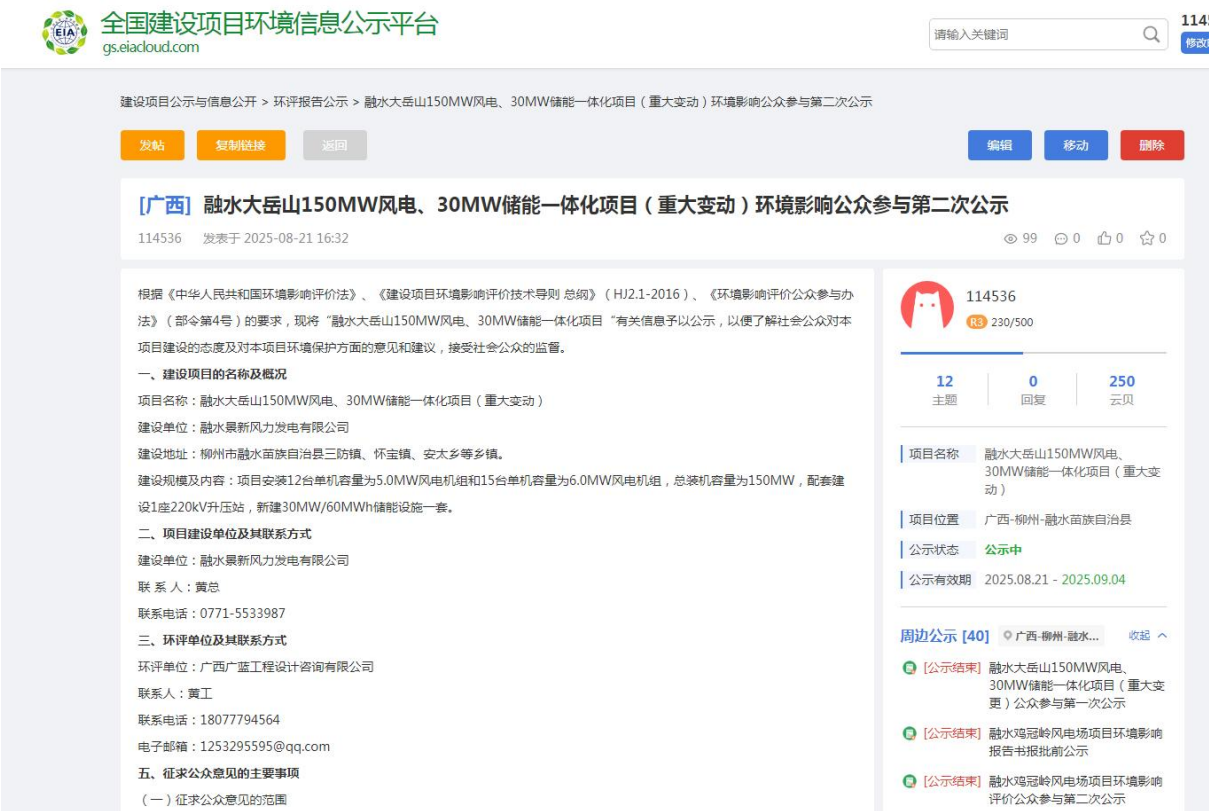 全国建设项目环境信息公示平台
gs.eiacloud.com
请输入关键词
建设项目公示与信息公开 > 环评报告公示 > 融水大岳山150MW风电、30MW储能一体化项目（重大变动）环境影响公众参与第二次公示
发帖 复制链接 返回 编辑 移动 删除
[广西] 融水大岳山150MW风电、30MW储能一体化项目（重大变动）环境影响公众参与第二次公示
114536 发表于 2025-08-21 16:32 99 0 0 0
根据《中华人民共和国环境影响评价法》、《建设项目环境影响评价技术导则 总纲》（HJ2.1-2016）、《环境影响评价公众参与办
法》（部令第4号）的要求，现将“融水大岳山150MW风电、30MW储能一体化项目“有关信息予以公示，以便了解社会公众对本
项目建设的态度及对本项目环境保护方面的意见和建议，接受社会公众的监督。
一、建设项目的名称及概况
项目名称：融水大岳山150MW风电、30MW储能一体化项目（重大变动）
建设单位：融水景新风力发电有限公司
建设地址：柳州市融水苗族自治县三防镇、怀宝镇、安太乡等乡镇。
建设规模及内容：项目安装12台单机容量为5.0MW风电机组和15台单机容量为6.0MW风电机组，总装机容量为150MW，配套建
设1座220kV升压站，新建30MW/60MWh储能设施一套。
二、项目建设单位及其联系方式
建设单位：融水景新风力发电有限公司
联 系 人：黄总
联系电话：0771-5533987
三、环评单位及其联系方式
环评单位：广西广蓝工程设计咨询有限公司
联系人：黄工
联系电话：18077794564
电子邮箱：1253295595@qq.com
五、征求公众意见的主要事项
（一）征求公众意见的范围
114536
R3 230/500
12 0 250
主题 回复 云贝
项目名称 融水大岳山150MW风电、
30MW储能一体化项目（重大变
动）
项目位置 广西-柳州-融水苗族自治县
公示状态 公示中
公示有效期 2025.08.21 - 2025.09.04
周边公示 [40] 广西-柳州-融水... 收起
[公示结束] 融水大岳山150MW风电、
30MW储能一体化项目（重大变
更）公众参与第一次公示
[公示结束] 融水鸡冠岭风电场项目环境影响
报告书报批前公示
[公示结束] 融水鸡冠岭风电场项目环境影响
评价公众参与第二次公示